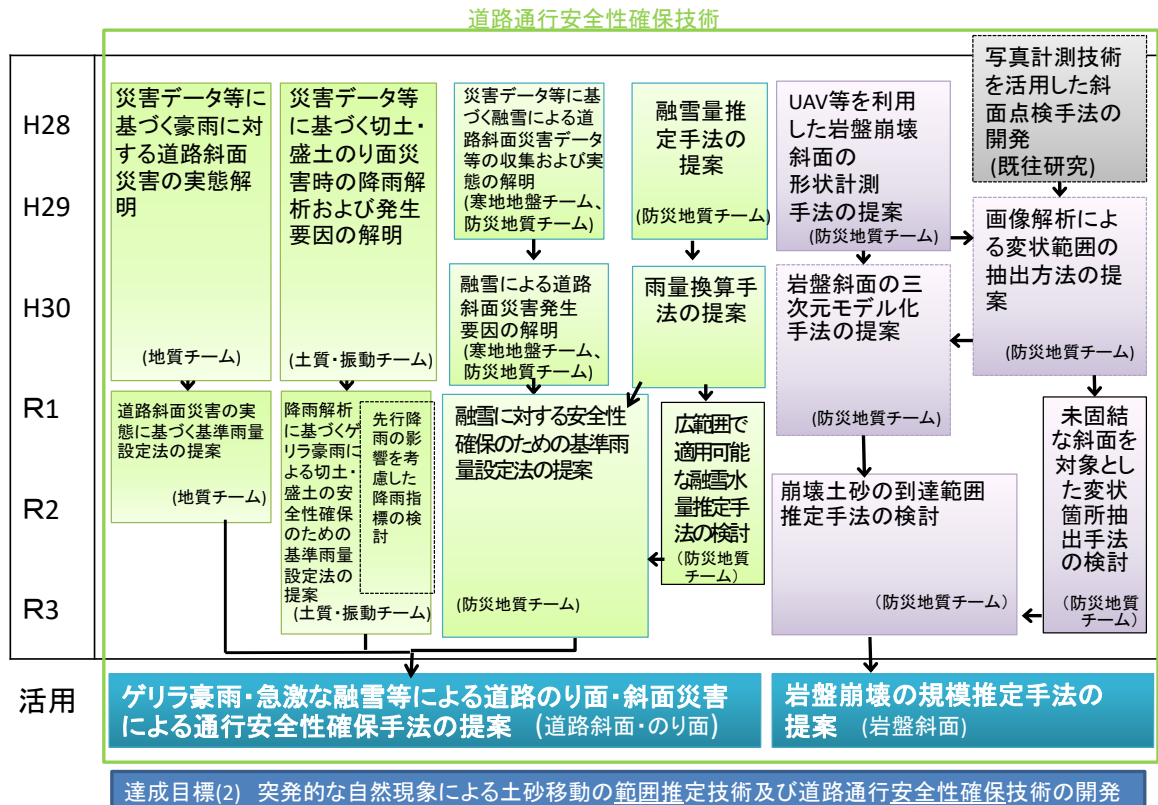 道路通行安全性確保技術
H28
H29
H30
R1
R2
R3
活用
災害データ等に
基づく豪雨に対
する道路斜面
災害の実態解
明
(地質チーム)
道路斜面災害の実
態に基づく基準雨量
設定法の提案
(地質チーム)
災害データ等
に基づく切土・
盛土のり面災
害時の降雨解
析および発生
要因の解明
(土質・振動チーム)
降雨解析
に基づくゲ
リラ豪雨に
よる切土・
盛土の安
全性確保
のための
基準雨量
設定法の
提案
(土質・振動チーム)
先行降
雨の影
響を考
慮した
降雨指
標の検
討
災害データ等に基
づく融雪による道
路斜面災害データ
等の収集および実
態の解明
(寒地地盤チーム、
防災地質チーム)
融雪による道路
斜面災害発生
要因の解明
(寒地地盤チーム、
防災地質チーム)
融雪に対する安全性
確保のための基準雨
量設定法の提案
(防災地質チーム)
融雪量推
定手法の
提案
(防災地質チーム)
雨量換算手
法の提案
(防災地質チーム)
広範囲で
適用可能
な融雪水
量推定手
法の検討
(防災地質
チーム)
UAV等を利用
した岩盤崩壊
斜面の
形状計測
手法の提案
(防災地質チーム)
岩盤斜面の三
次元モデル化
手法の提案
(防災地質チーム)
崩壊土砂の到達範囲
推定手法の検討
(防災地質チーム)
写真計測技術
を活用した斜
面点検手法の
開発
(既往研究)
画像解析によ
る変状範囲の
抽出方法の提
案
(防災地質チーム)
未固結
な斜面を
対象とし
た変状
箇所抽
出手法
の検討
(防災地質
チーム)
ゲリラ豪雨・急激な融雪等による道路のり面・斜面災害
による通行安全性確保手法の提案 (道路斜面・のり面)
岩盤崩壊の規模推定手法の
提案 (岩盤斜面)
達成目標(2) 突発的な自然現象による土砂移動の範囲推定技術及び道路通行安全性確保技術の開発